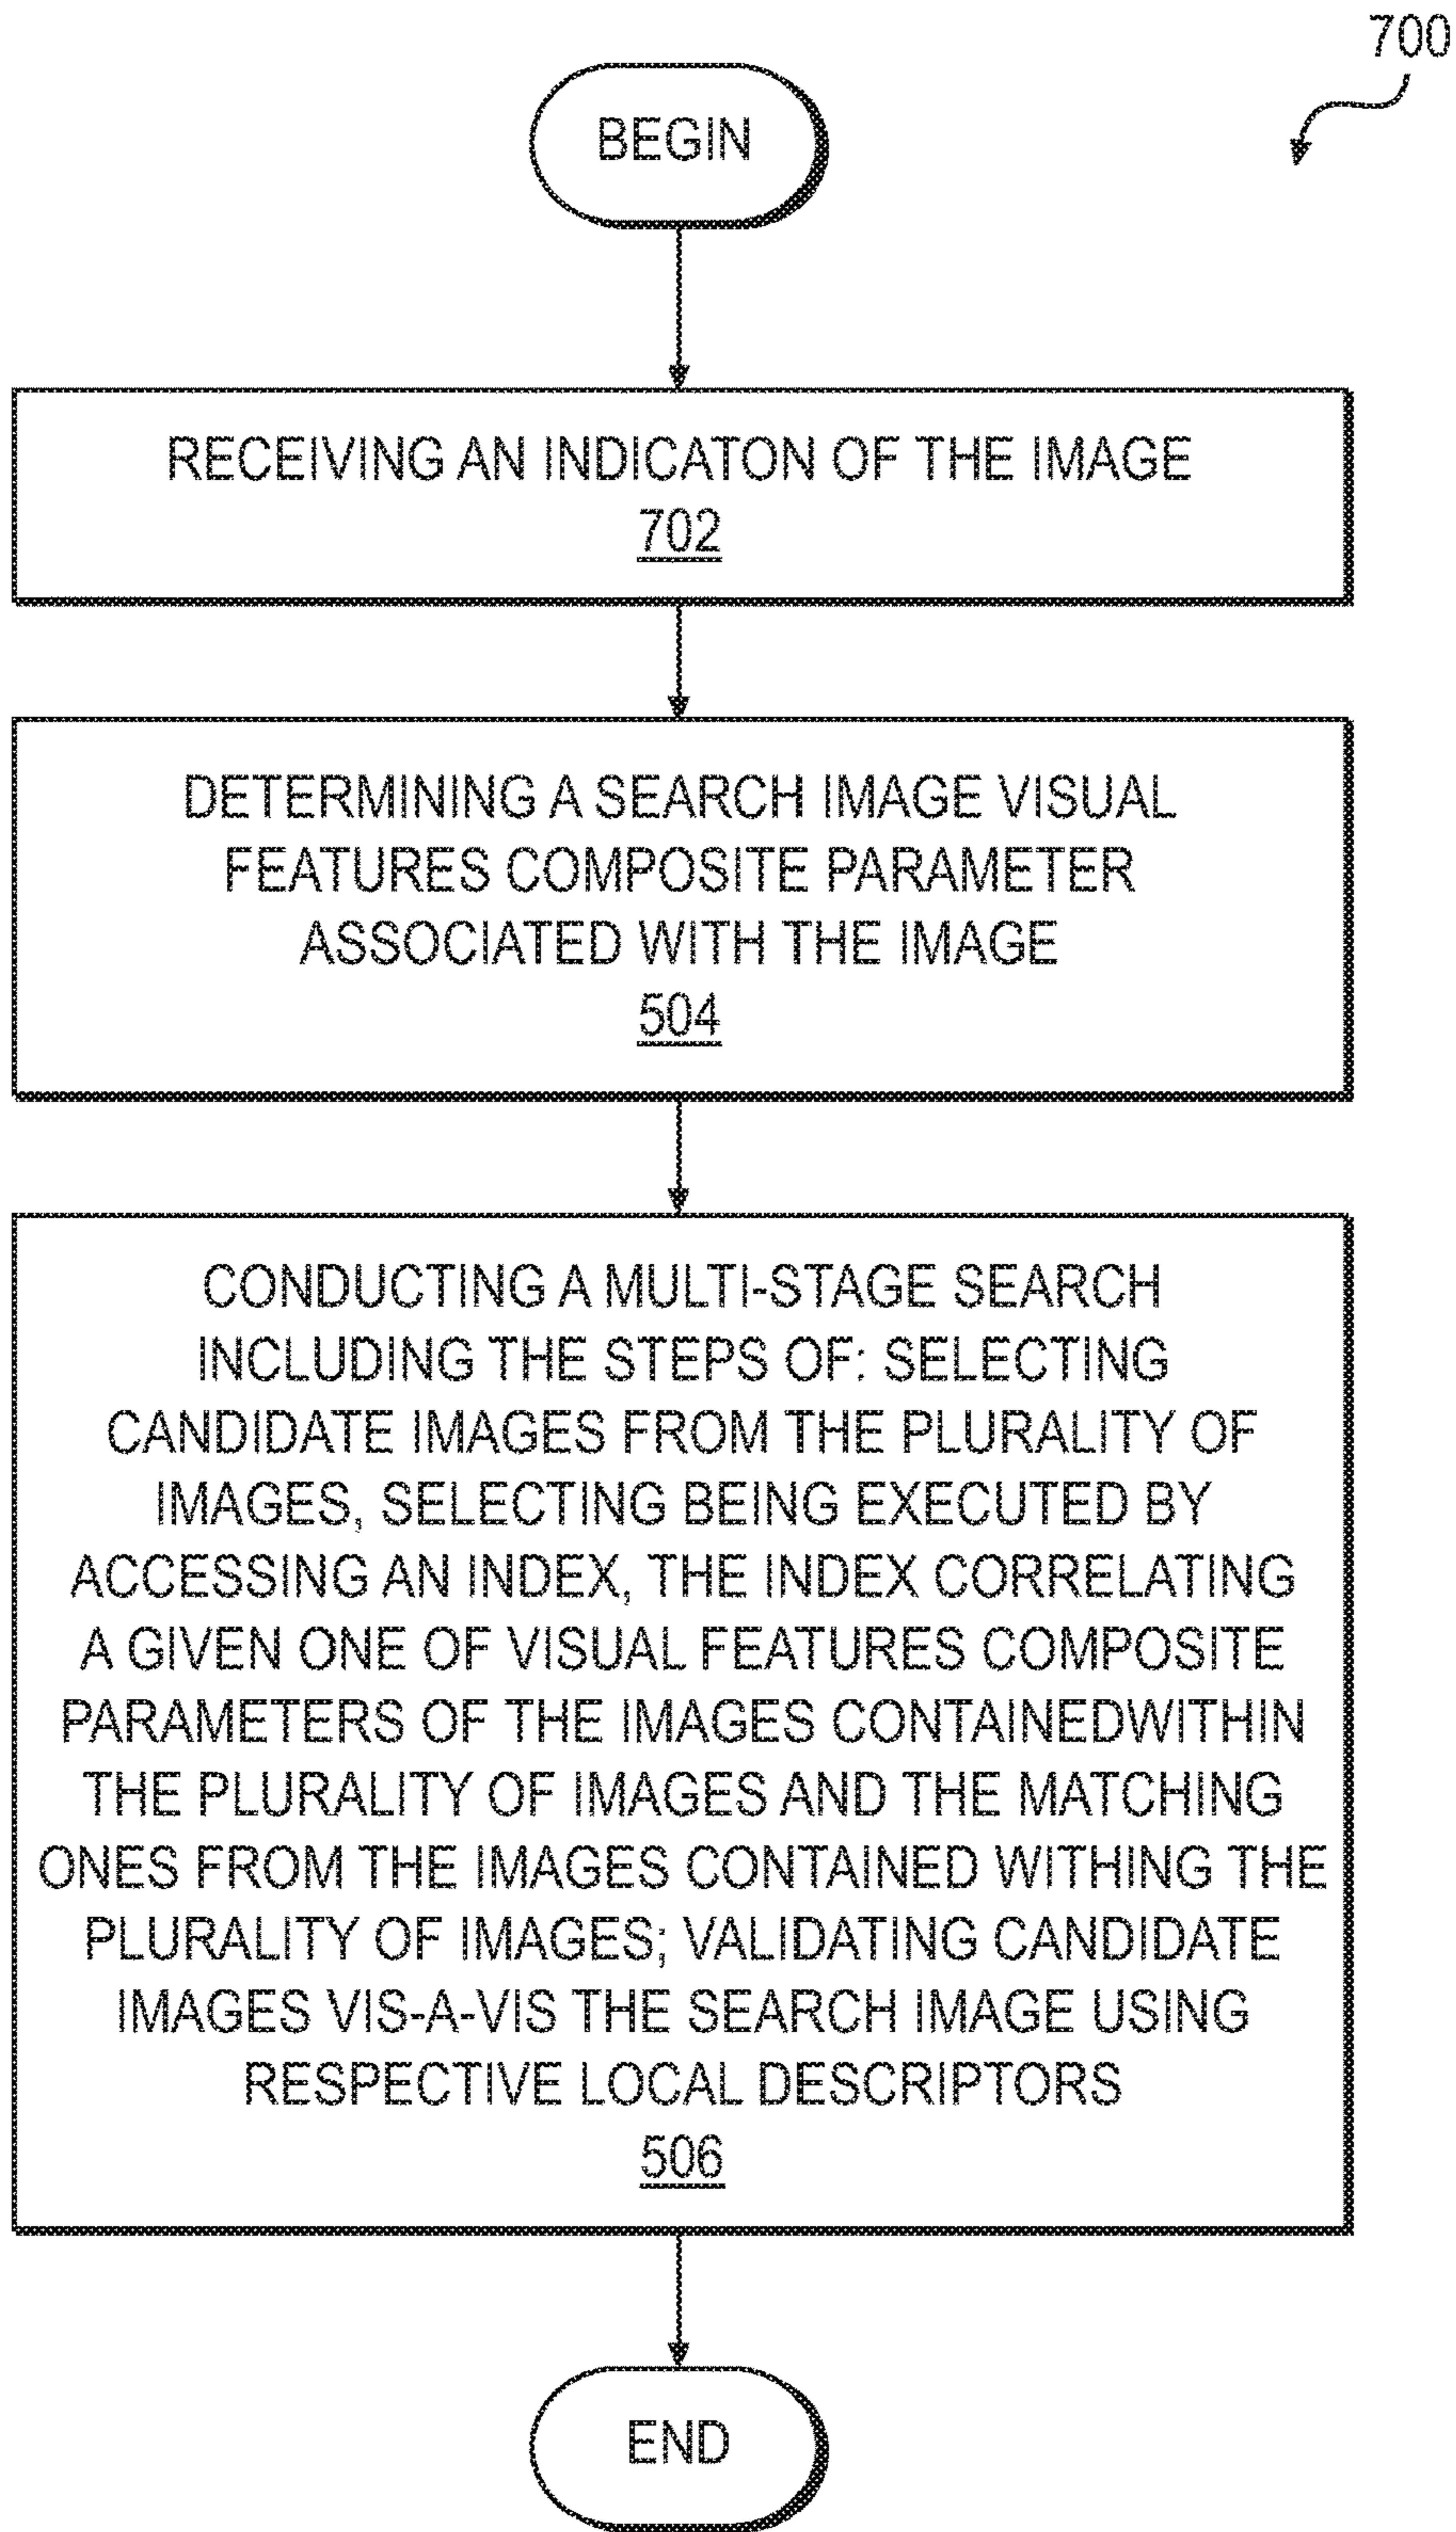 700
BEGIN
RECEIVING AN INDICATON OF THE IMAGE
702
DETERMINING A SEARCH IMAGE VISUAL
FEATURES COMPOSITE PARAMETER
ASSOCIATED WITH THE IMAGE
504
CONDUCTING A MULTI-STAGE SEARCH
INCLUDING THE STEPS OF: SELECTING
CANDIDATE IMAGES FROM THE PLURALITY OF
IMAGES, SELECTING BEING EXECUTED BY
ACCESSING AN INDEX, THE INDEX CORRELATING
A GIVEN ONE OF VISUAL FEATURES COMPOSITE
PARAMETERS OF THE IMAGES CONTAINEDWITHIN
THE PLURALITY OF IMAGES AND THE MATCHING
ONES FROM THE IMAGES CONTAINED WITHING THE
PLURALITY OF IMAGES; VALIDATING CANDIDATE
IMAGES VIS-A-VIS THE SEARCH IMAGE USING
RESPECTIVE LOCAL DESCRIPTORS
506
END